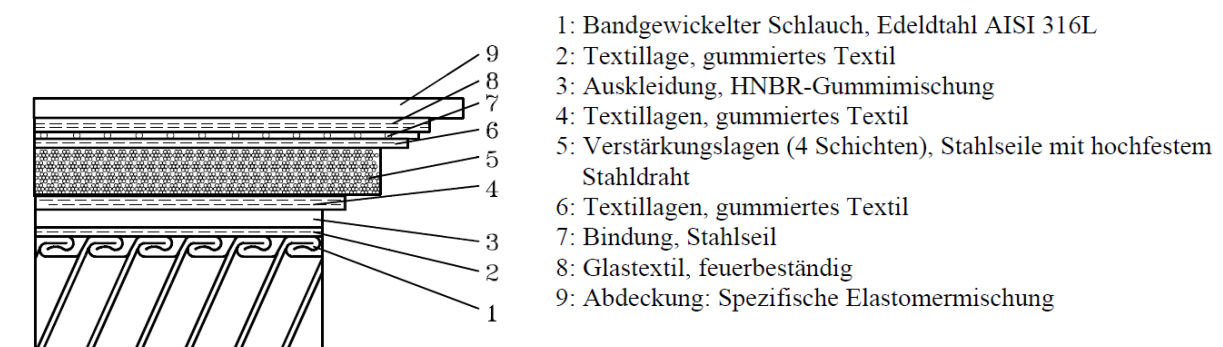 9
8
7
6
5
4
3
2
1
1: Bandgewickelter Schlauch, Edeldtahl AISI 316L
2: Textillage, gummiertes Textil
3: Auskleidung, HNBR-Gummimischung
4: Textillagen, gummiertes Textil
5: Verstärkungslagen (4 Schichten), Stahlseile mit hochfestem
Stahldraht
6: Textillagen, gummiertes Textil
7: Bindung, Stahlseil
8: Glastextil, feuerbeständig
9: Abdeckung: Spezifische Elastomermischung